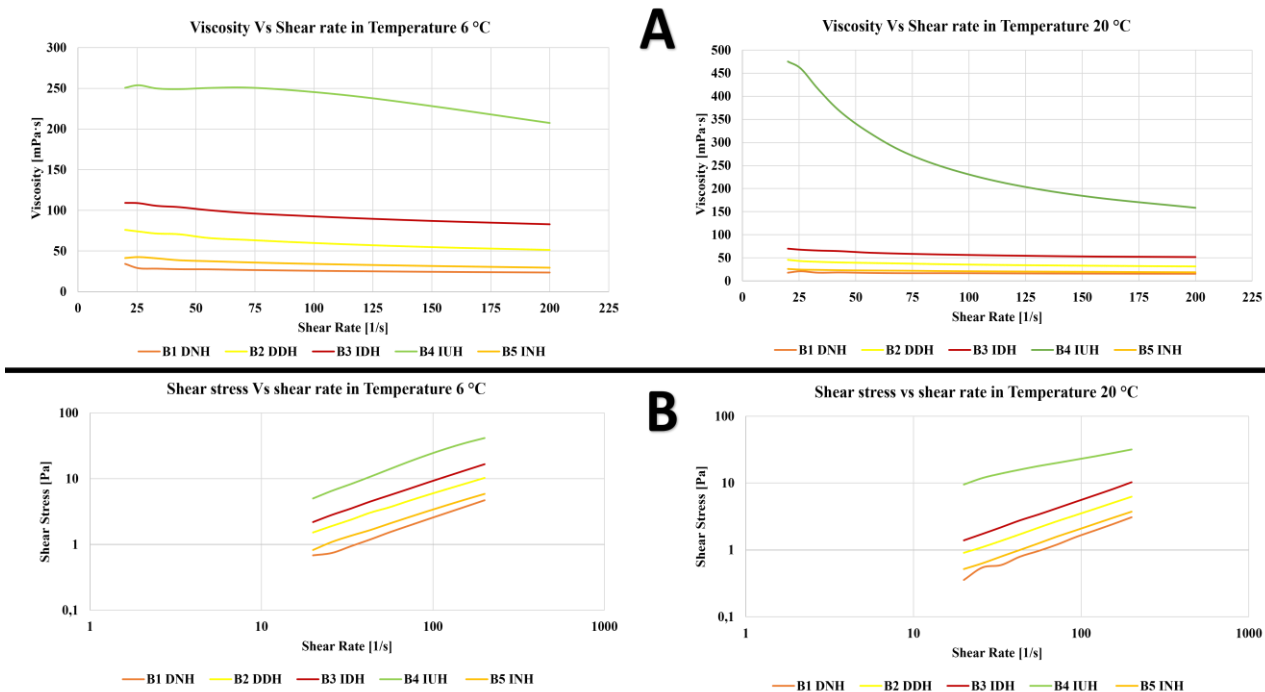 Viscosity Vs Shear rate in Temperature 6 °C
A
Viscosity Vs Shear rate in Temperature 20 °C
Viscosity [mPa·s]
300
250
200
150
100
50
0
0 25 50 75 100 125 150 175 200 225
Shear Rate [1/s]
B1 DNH B2 DDH B3 IDH B4 IUH B5 INH
Viscosity [mPa·s]
500
450
400
350
300
250
200
150
100
50
0
0 25 50 75 100 125 150 175 200 225
Shear Rate [1/s]
B1 DNH B2 DDH B3 IDH B4 IUH B5 INH
Shear stress Vs shear rate in Temperature 6 °C
B
Shear stress vs shear rate in Temperature 20 °C
Shear Stress [Pa]
100
10
1
0,1
1 10 100 1000
Shear Rate [1/s]
B1 DNH B2 DDH B3 IDH B4 IUH B5 INH
Shear Stress [Pa]
100
10
1
0,1
1 10 100 1000
Shear Rate [1/s]
B1 DNH B2 DDH B3 IDH B4 IUH B5 INH